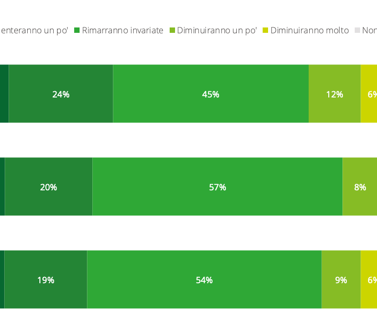 enteranno un po' Rimarranno invariate Diminuiranno un po' Diminuiranno molto Non
24% 45% 12% 6%
20% 57% 8%
19% 54% 9% 6%